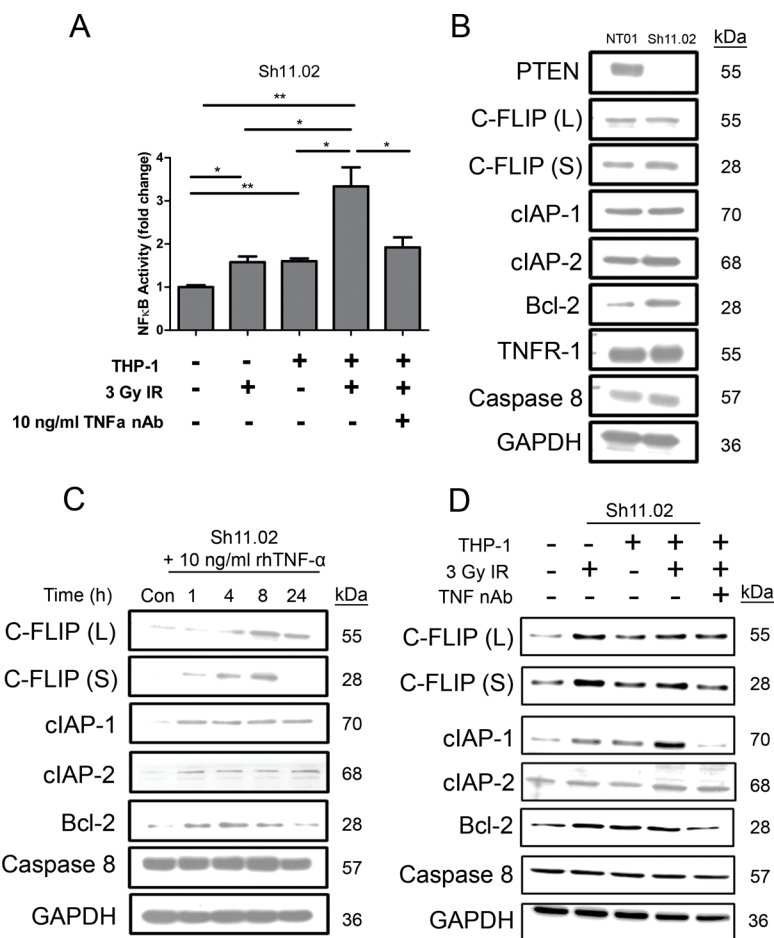 A
Sh11.02
**
*
* *
*
**
NFκB Activity (fold change)
4
3
2
1
0
THP-1 - - + + +
3 Gy IR - + - + +
10 ng/ml TNFa nAb - - - - +
B
NT01 Sh11.02 kDa
PTEN 55
C-FLIP (L) 55
C-FLIP (S) 28
cIAP-1 70
cIAP-2 68
Bcl-2 28
TNFR-1 55
Caspase 8 57
GAPDH 36
C
Sh11.02
+ 10 ng/ml rhTNF-α
Time (h) Con 1 4 8 24 kDa
C-FLIP (L) 55
C-FLIP (S) 28
cIAP-1 70
cIAP-2 68
Bcl-2 28
Caspase 8 57
GAPDH 36
D
Sh11.02
THP-1 - - + + +
3 Gy IR - + - + +
TNF nAb +
kDa
C-FLIP (L) 55
C-FLIP (S) 28
cIAP-1 70
cIAP-2 68
Bcl-2 28
Caspase 8 57
GAPDH 36